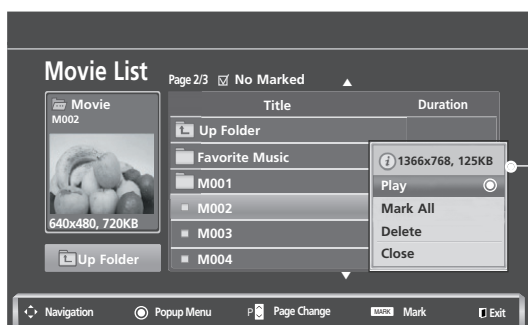 Movie List
Page 2/3 No Marked
Movie
M002
640x480, 720KB
Up Folder
Title Duration
Up Folder
Favorite Music
M001
M002
M003
M004
1366x768, 125KB
Play
Mark All
Delete
Close
Navigation Popup Menu P Page Change MARK Mark Exit